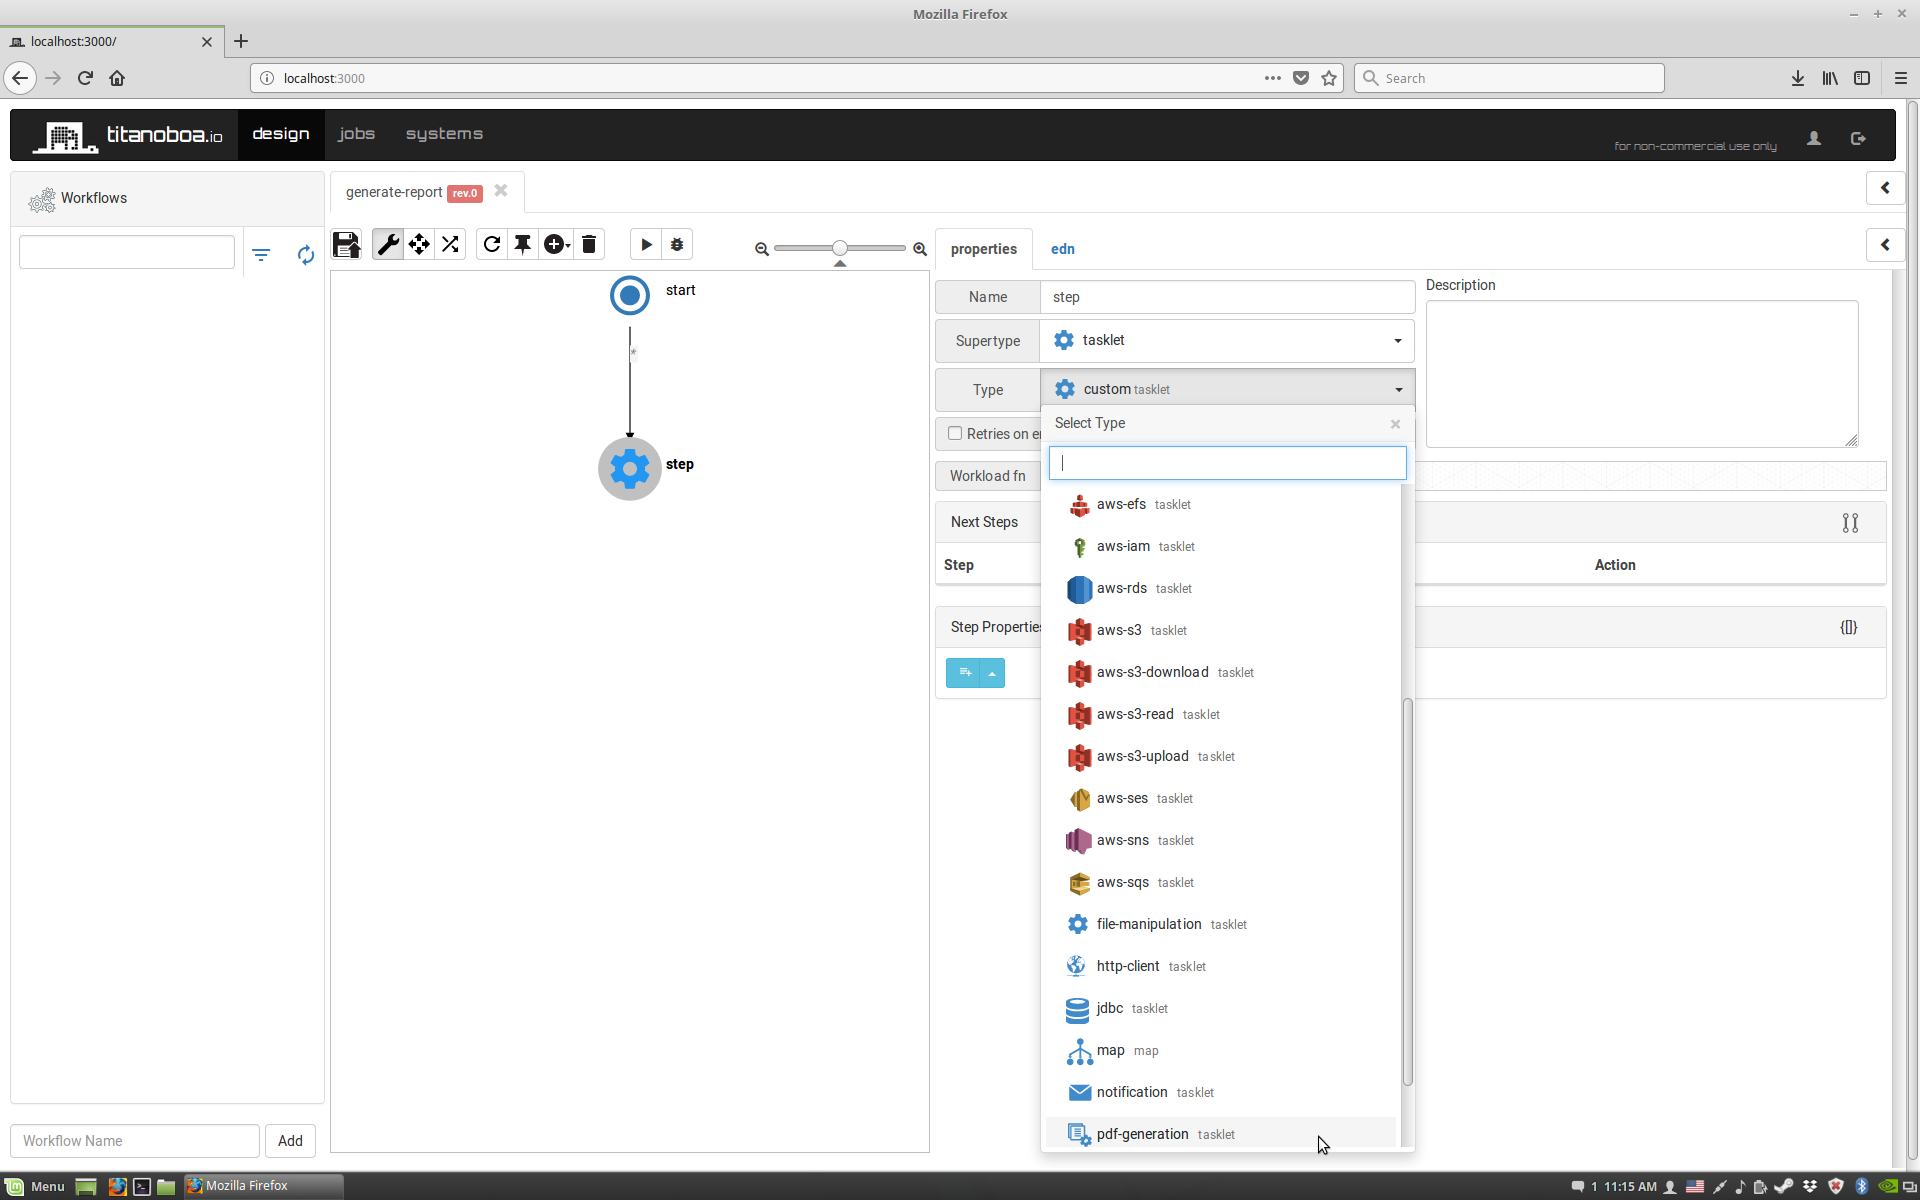 Mozilla Firefox
localhost:3000/
localhost:3000
Search
titanoboa.io
design
jobs
systems
for non-commercial use only
Workflows
generate-report rev.0
properties
edn
start
*
step
Name
step
Supertype
tasklet
Type
custom tasklet
Description
Select Type
Retries on e
Workload fn
aws-efs tasklet
aws-iam tasklet
aws-rds tasklet
aws-s3 tasklet
aws-s3-download tasklet
aws-s3-read tasklet
aws-s3-upload tasklet
aws-ses tasklet
aws-sns tasklet
aws-sqs tasklet
file-manipulation tasklet
http-client tasklet
jdbc tasklet
map map
notification tasklet
pdf-generation tasklet
Next Steps
Step
Action
Step Propertie
{[]}
Workflow Name
Add
Menu
Mozilla Firefox
1
11:15 AM